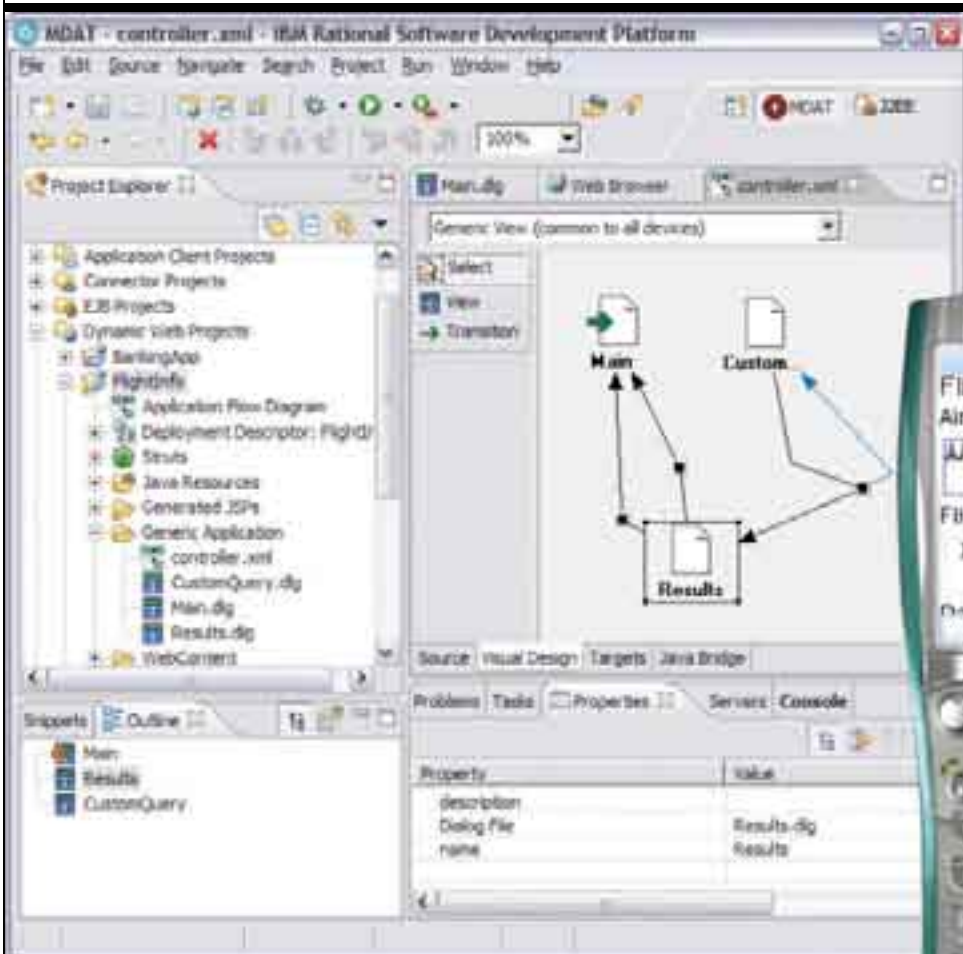 MDAT - controller.xml - IBM Rational Software Development Platform
File Edit Source Navigate Search Project Run Window Help
MDAT J2EE
100%
Project Explorer
Main.dlg Web Browser controller.xml
Generic View (common to all devices)
Application Client Projects
Connector Projects
EJB Projects
Dynamic Web Projects
BankingApp
FlightInfo
Application Flow Diagram
Deployment Descriptor: FlightI
Struts
Java Resources
Generated JSPs
Generic Application
controller.xml
CustomQuery.dlg
Main.dlg
Results.dlg
WebContent
Select
View
Transition
Main
Custom
Results
Source Visual Design Targets Java Bridge
Snippets Outline
Main
Results
CustomQuery
Problems Tasks Properties Servers Console
Property Value
description
Dialog file Results.dlg
name Results